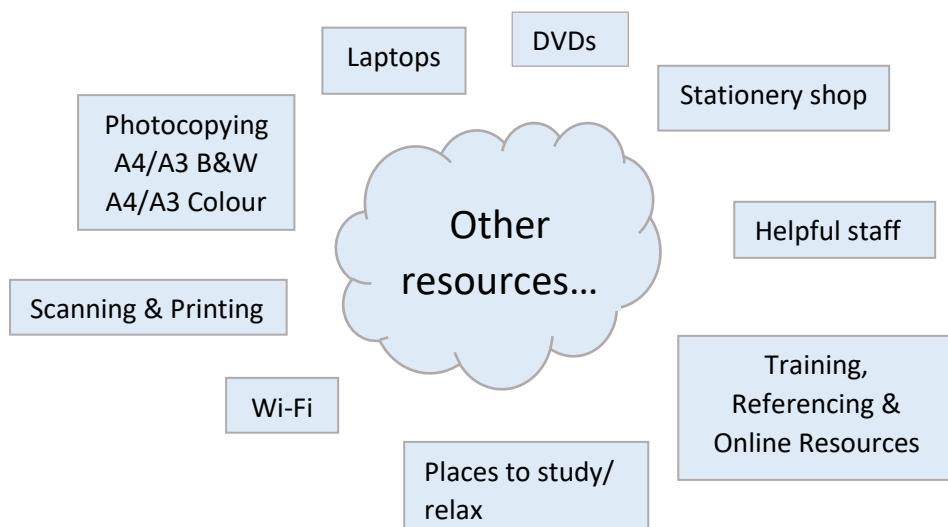 DVDs
Laptops
Stationery shop
Photocopying
A4/A3 B&W
A4/A3 Colour
Other
resources…
Helpful staff
Scanning & Printing
Training,
Referencing &
Online Resources
Wi-Fi
Places to study/
relax